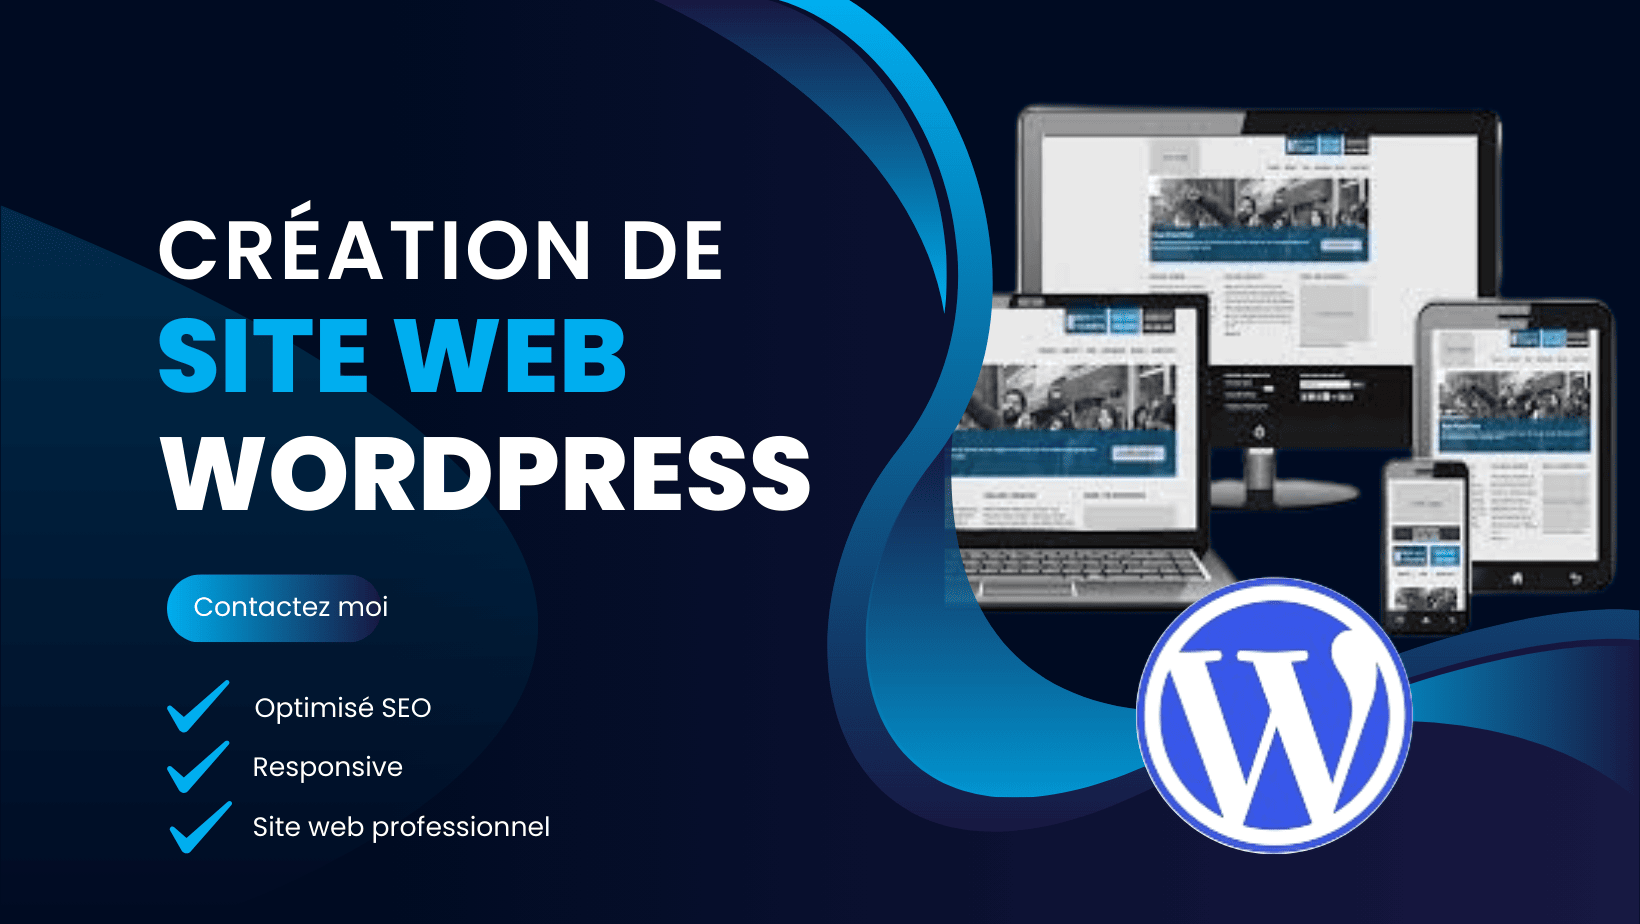 CRÉATION DE
SITE WEB
WORDPRESS
Contactez moi
Optimisé SEO
Responsive
Site web professionnel